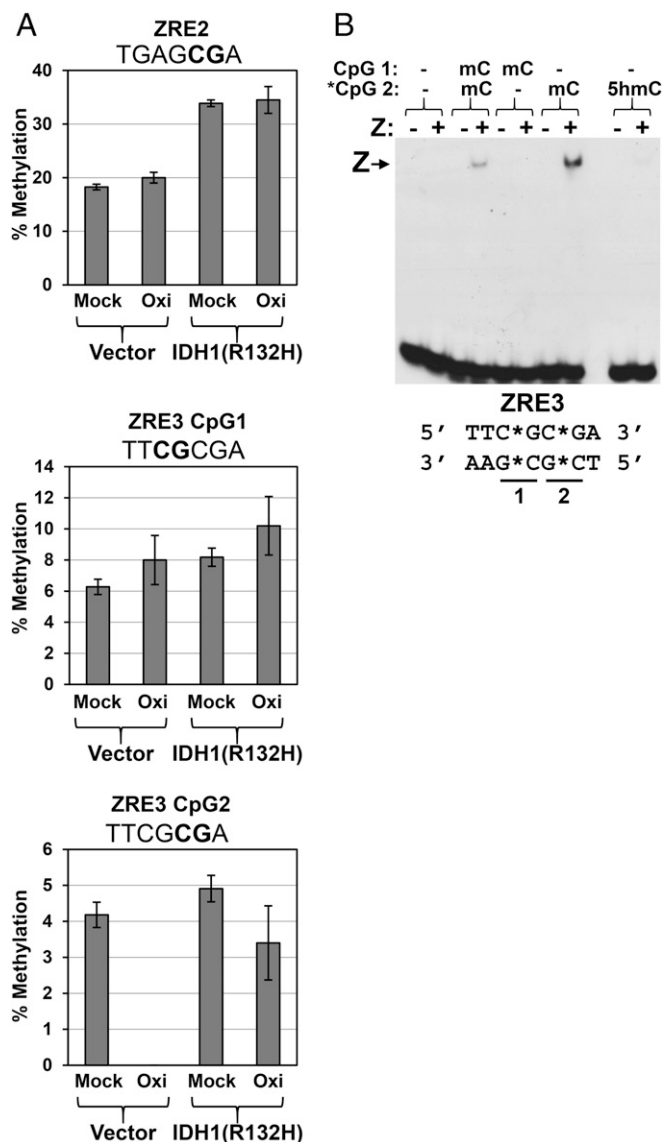 A
ZRE2
TGAGCGA
% Methylation
40
30
20
10
0
Mock Oxi Mock Oxi
Vector IDH1(R132H)
ZRE3 CpG1
TTCGCGA
% Methylation
14
12
10
8
6
4
2
0
Mock Oxi Mock Oxi
Vector IDH1(R132H)
ZRE3 CpG2
TTCGCGA
% Methylation
6
5
4
3
2
1
0
Mock Oxi Mock Oxi
Vector IDH1(R132H)
B
CpG 1: - mC mC - -
*CpG 2: - mC - mC 5hmC
Z: - + - + - + - + - +
Z→
ZRE3
5′ TTC*GC*GA 3′
3′ AAG*CG*CT 5′
1 2